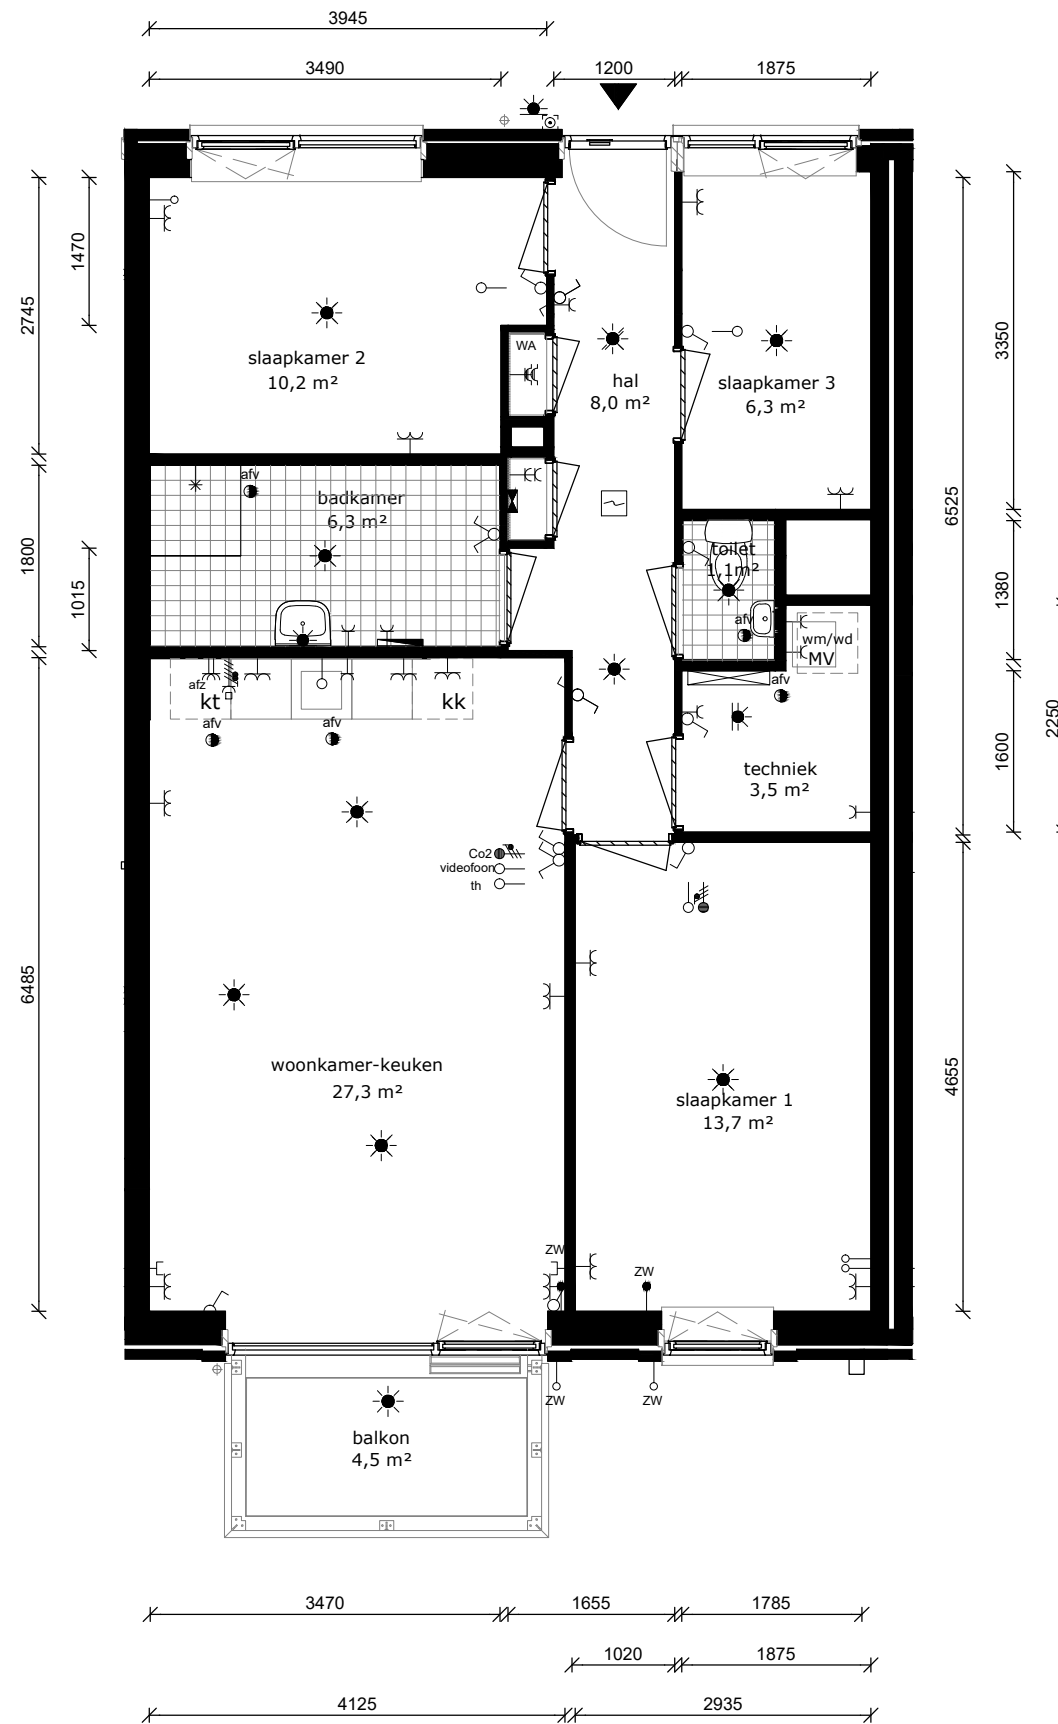 3945
3490
1200
1875
1470
2745
3350
WA
slaapkamer 2
10,2 m²
hal
8,0 m²
slaapkamer 3
6,3 m²
afv
badkamer
6,3 m²
6525
1800
1015
toilet
1,1m²
afv
1380
wm/wd
MV
afz
kt
kk
afv
afv
afv
techniek
3,5 m²
1600
2250
Co2
videofoon
th
6485
woonkamer-keuken
27,3 m²
slaapkamer 1
13,7 m²
4655
ZW
ZW
ZW
ZW
balkon
4,5 m²
3470
1655
1785
1020
1875
4125
2935